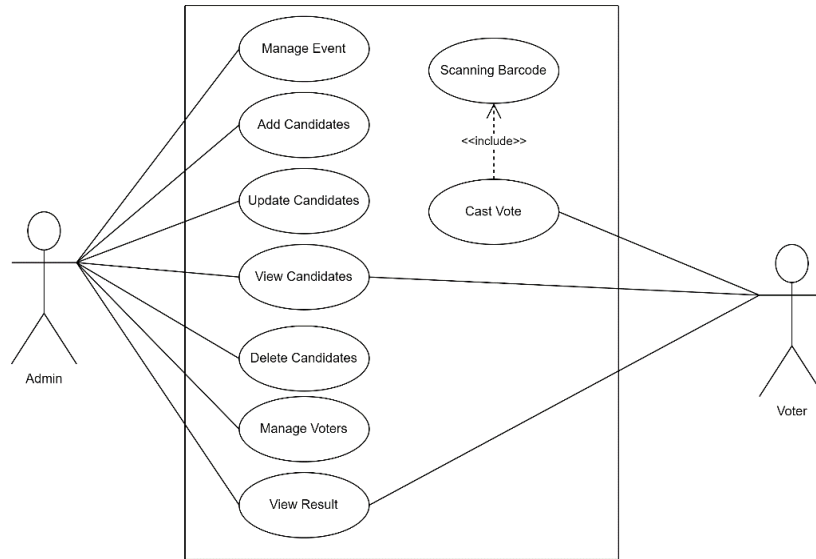 Manage Event
Scanning Barcode
Add Candidates
<<include>>
Update Candidates
Cast Vote
View Candidates
Delete Candidates
Admin
Voter
Manage Voters
View Result